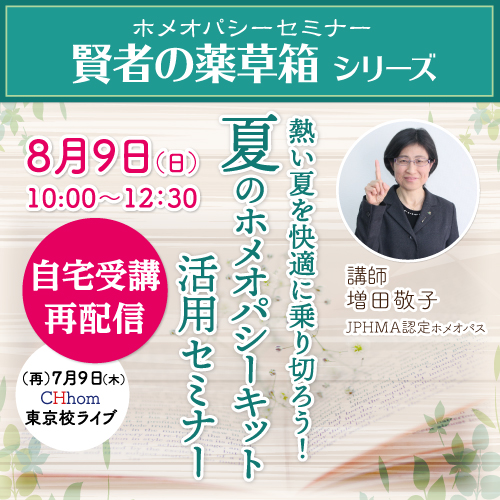 ホメオパシーセミナー
賢者の薬草箱 シリーズ
8月9日(日)
10:00〜12:30
熱い夏を快適に乗り切ろう!
夏のホメオパシーキット
活用セミナー
自宅受講
再配信
(再)7月9日(木)
CHhom
東京校ライブ
講師
増田敬子
JPHMA認定ホメオパス